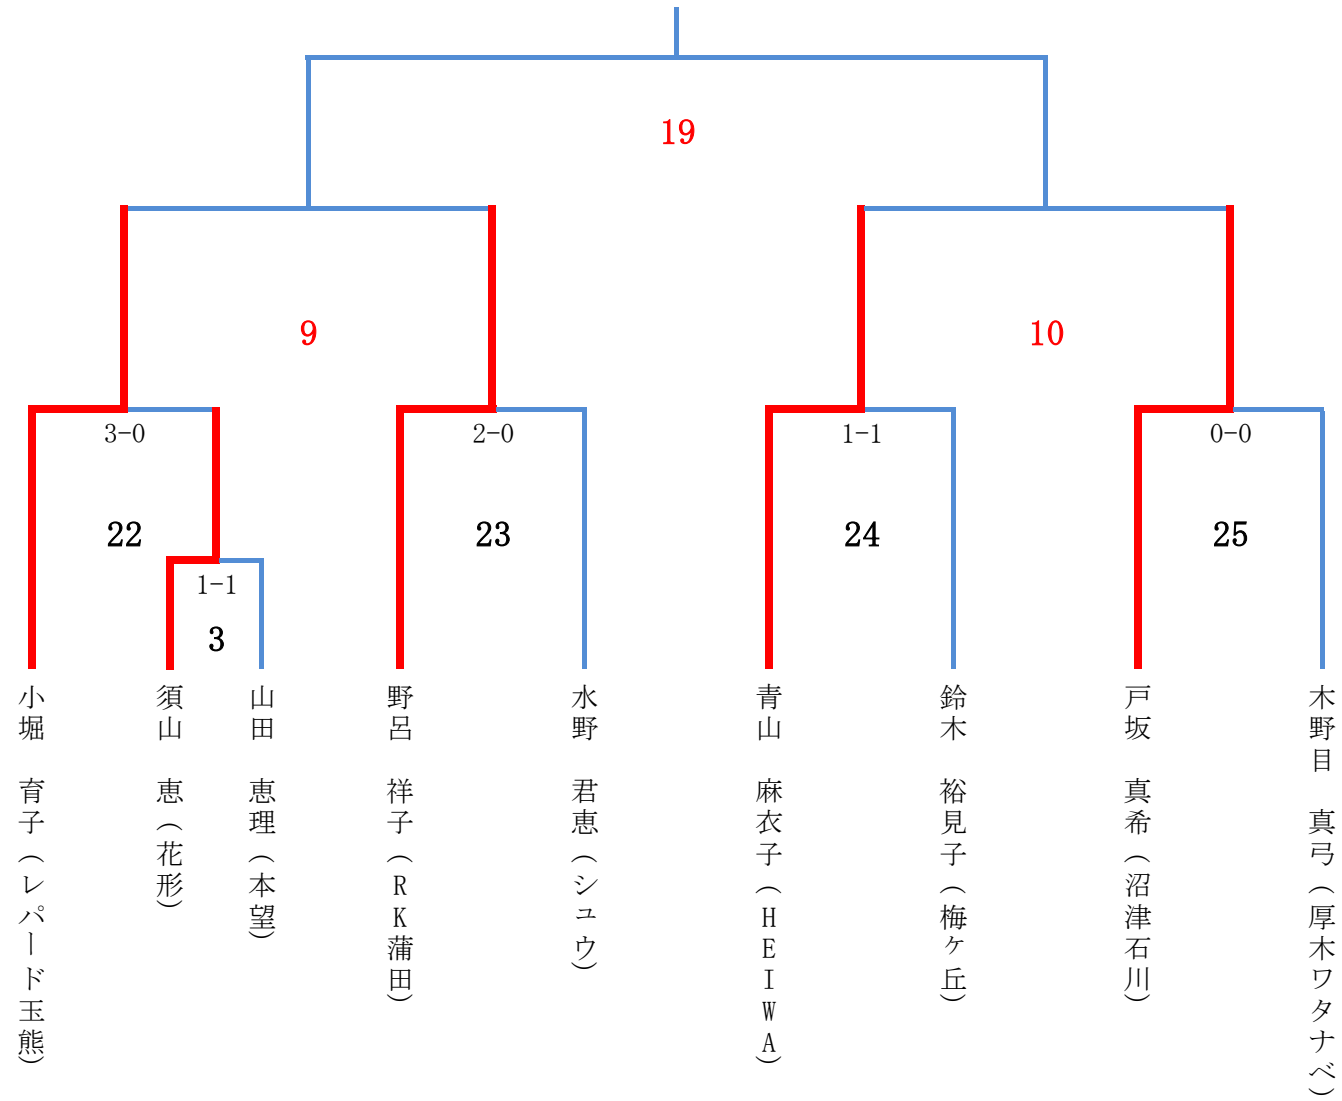 19
9
10
3-0
2-0
1-1
0-0
22
23
24
25
1-1
3
小堀 育子(レパード玉熊)
須山 恵(花形)
山田 恵理(本望)
野呂 祥子(RK蒲田)
水野 君恵(シュウ)
青山 麻衣子(HEIWA)
鈴木 裕見子(梅ケ丘)
戸坂 真希(沼津石川)
木野目 真弓(厚木ワタナベ)